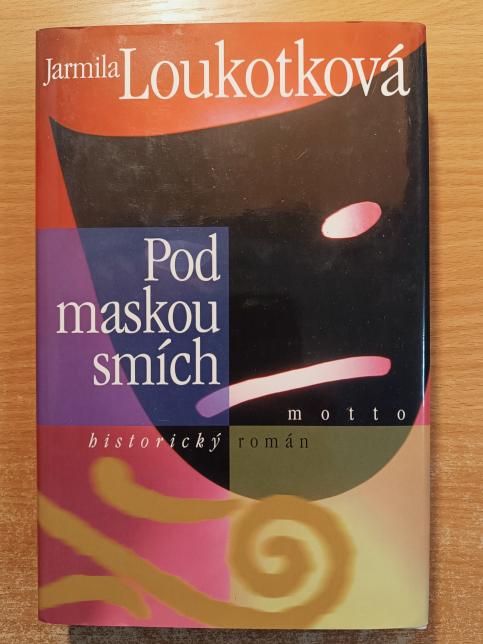 Jarmila Loukotková
Pod
maskou
smích
motto
historický román